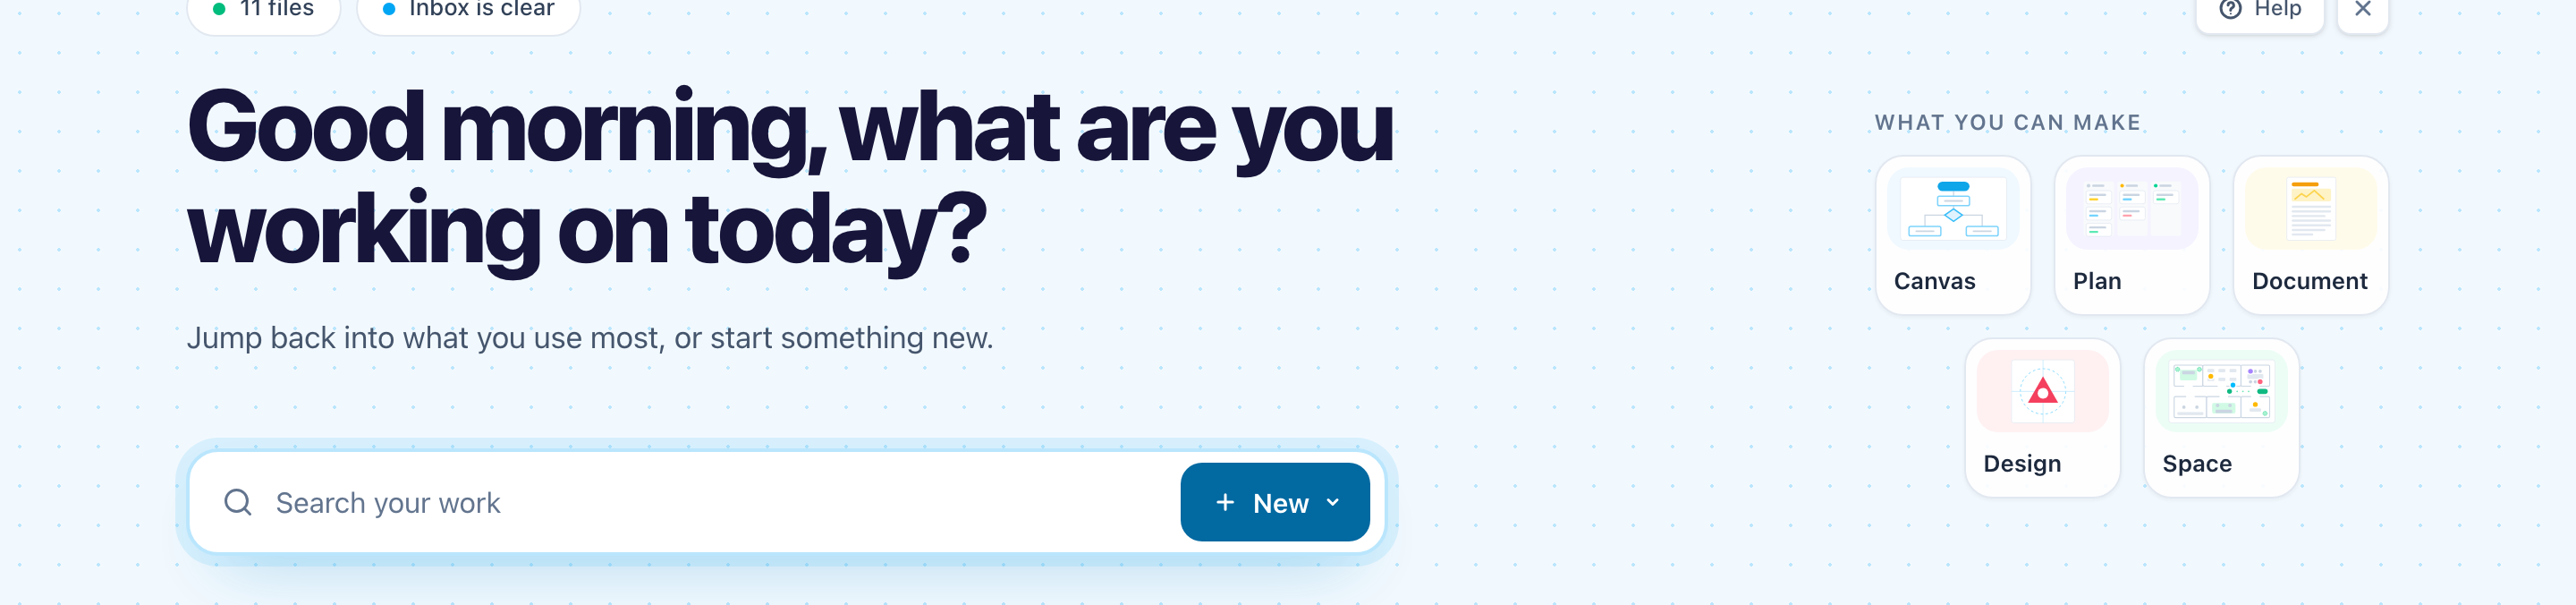 11 files
Inbox is clear
Help
Good morning, what are you
working on today?
Jump back into what you use most, or start something new.
Search your work
New
WHAT YOU CAN MAKE
Canvas
Plan
Document
Design
Space